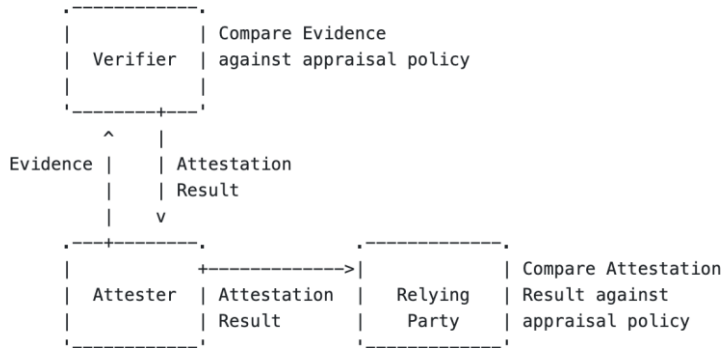 Compare Evidence
Verifier against appraisal policy
Evidence Attestation
Result
Compare Attestation
Attester Attestation Relying Result against
Result Party appraisal policy